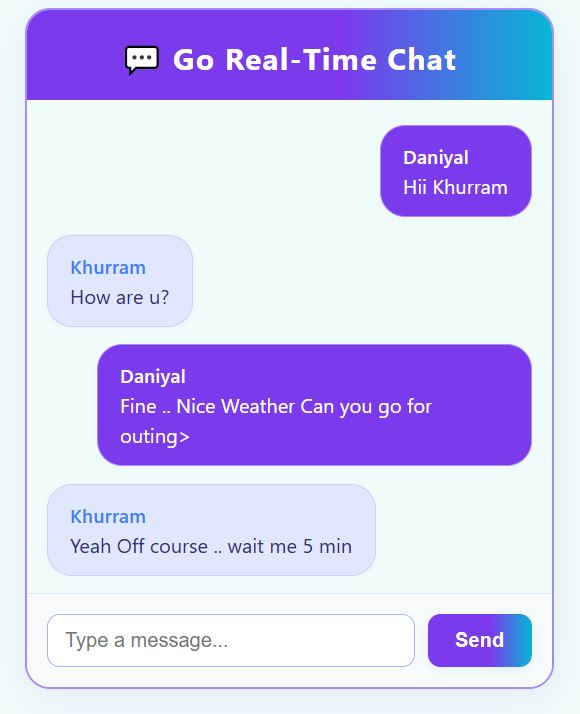 Go Real-Time Chat
Daniyal
Hii Khurram
Khurram
How are u?
Daniyal
Fine .. Nice Weather Can you go for
outing>
Khurram
Yeah Off course .. wait me 5 min
Type a message...
Send